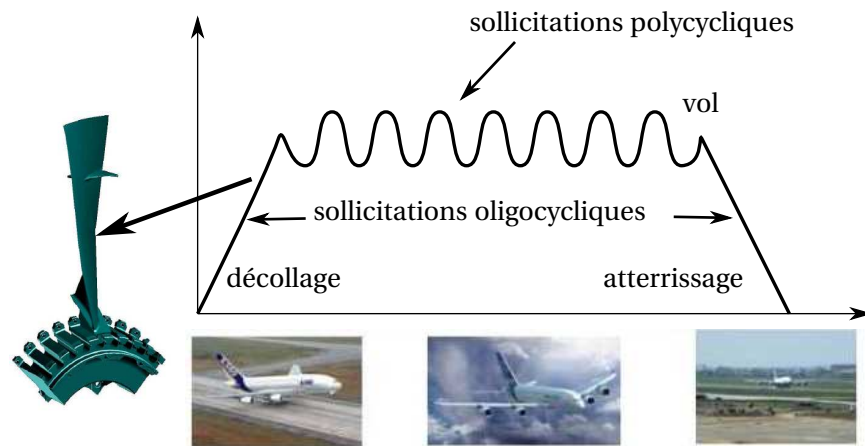 sollicitations polycycliques
vol
sollicitations oligocycliques
décollage
atterrissage